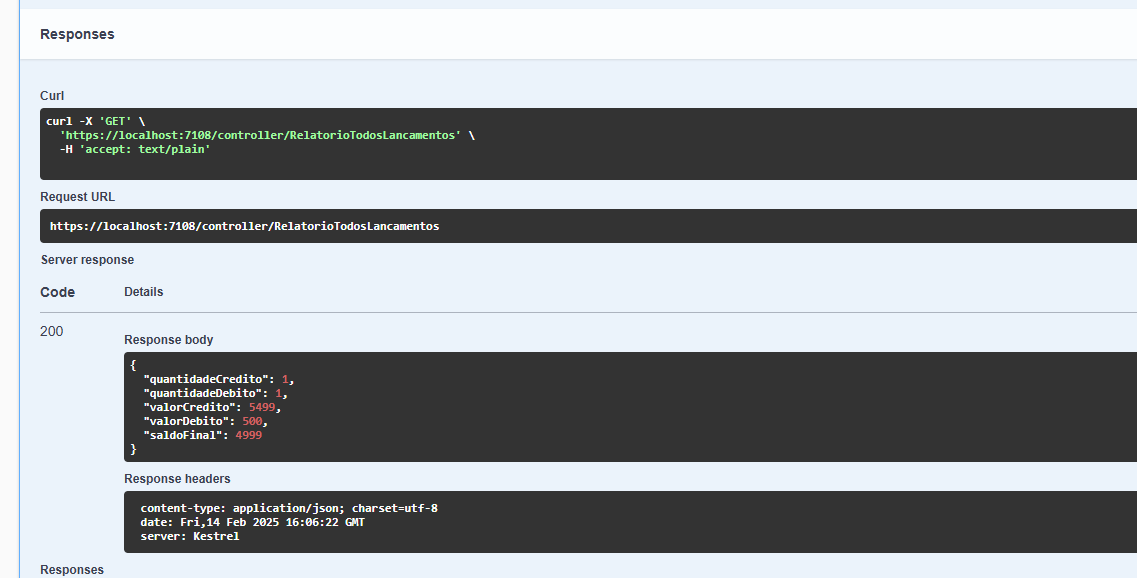 Responses
Curl
curl -X 'GET' \
  'https://localhost:7108/controller/RelatorioTodosLancamentos' \
  -H 'accept: text/plain'
Request URL
https://localhost:7108/controller/RelatorioTodosLancamentos
Server response
Code Details
200
Response body
{
  "quantidadeCredito": 1,
  "quantidadeDebito": 1,
  "valorCredito": 5499,
  "valorDebito": 500,
  "saldoFinal": 4999
}
Response headers
content-type: application/json; charset=utf-8
date: Fri,14 Feb 2025 16:06:22 GMT
server: Kestrel
Responses